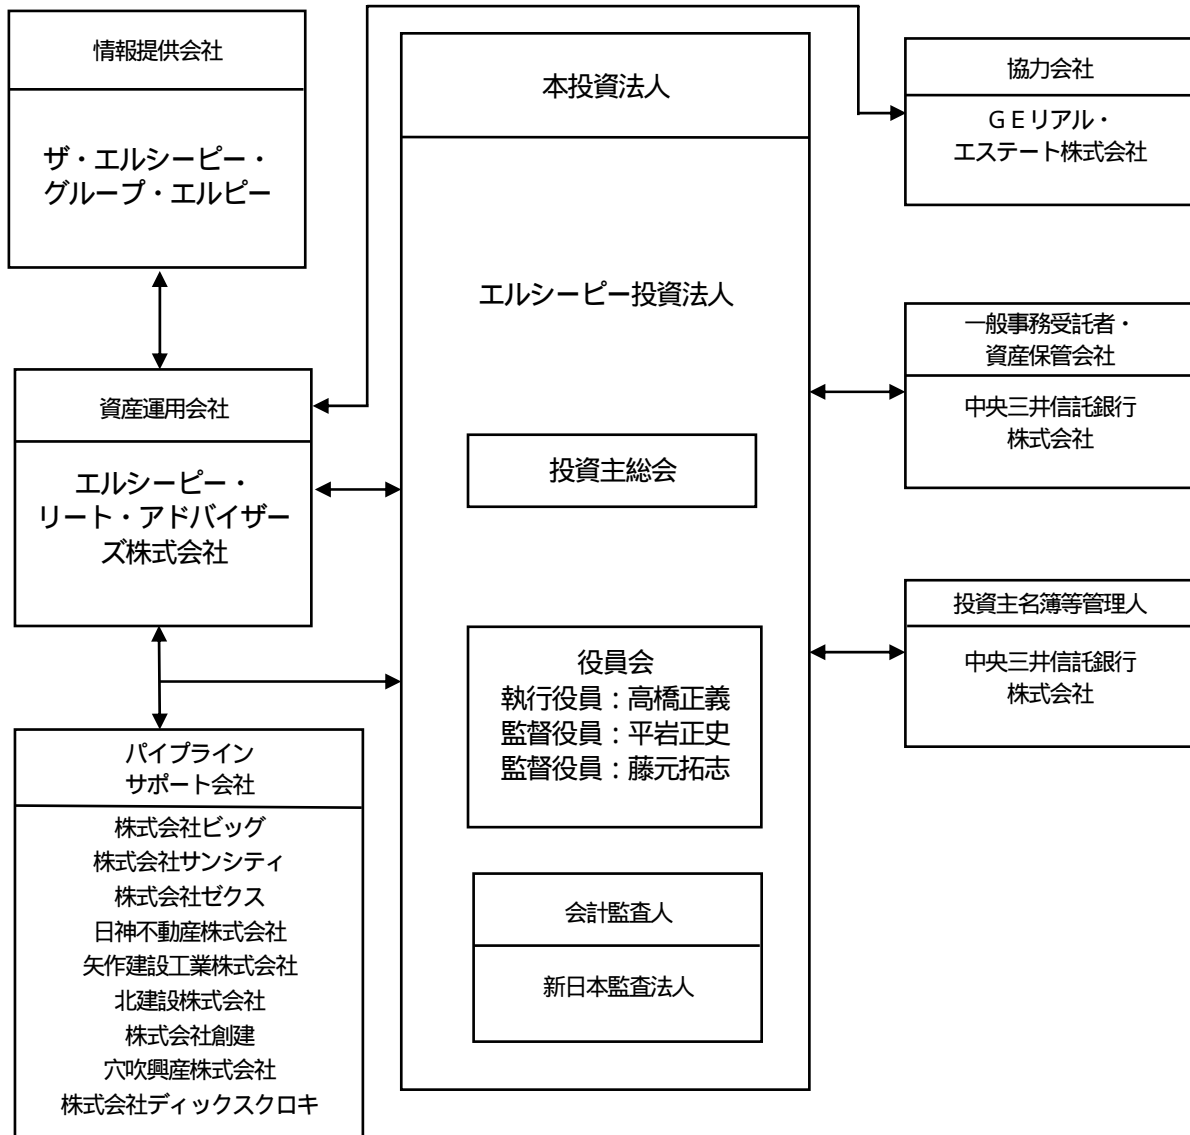 情報提供会社
ザ・エルシーピー・
グループ・エルピー
資産運用会社
エルシーピー・
リート・アドバイザー
ズ株式会社
パイプライン
サポート会社
株式会社ビッグ
株式会社サンシティ
株式会社ゼクス
日神不動産株式会社
矢作建設工業株式会社
北建設株式会社
株式会社創建
穴吹興産株式会社
株式会社ディックスクロキ
本投資法人
エルシーピー投資法人
投資主総会
役員会
執行役員：高橋正義
監督役員：平岩正史
監督役員：藤元拓志
会計監査人
新日本監査法人
協力会社
ＧＥリアル・
エステート株式会社
一般事務受託者・
資産保管会社
中央三井信託銀行
株式会社
投資主名簿等管理人
中央三井信託銀行
株式会社